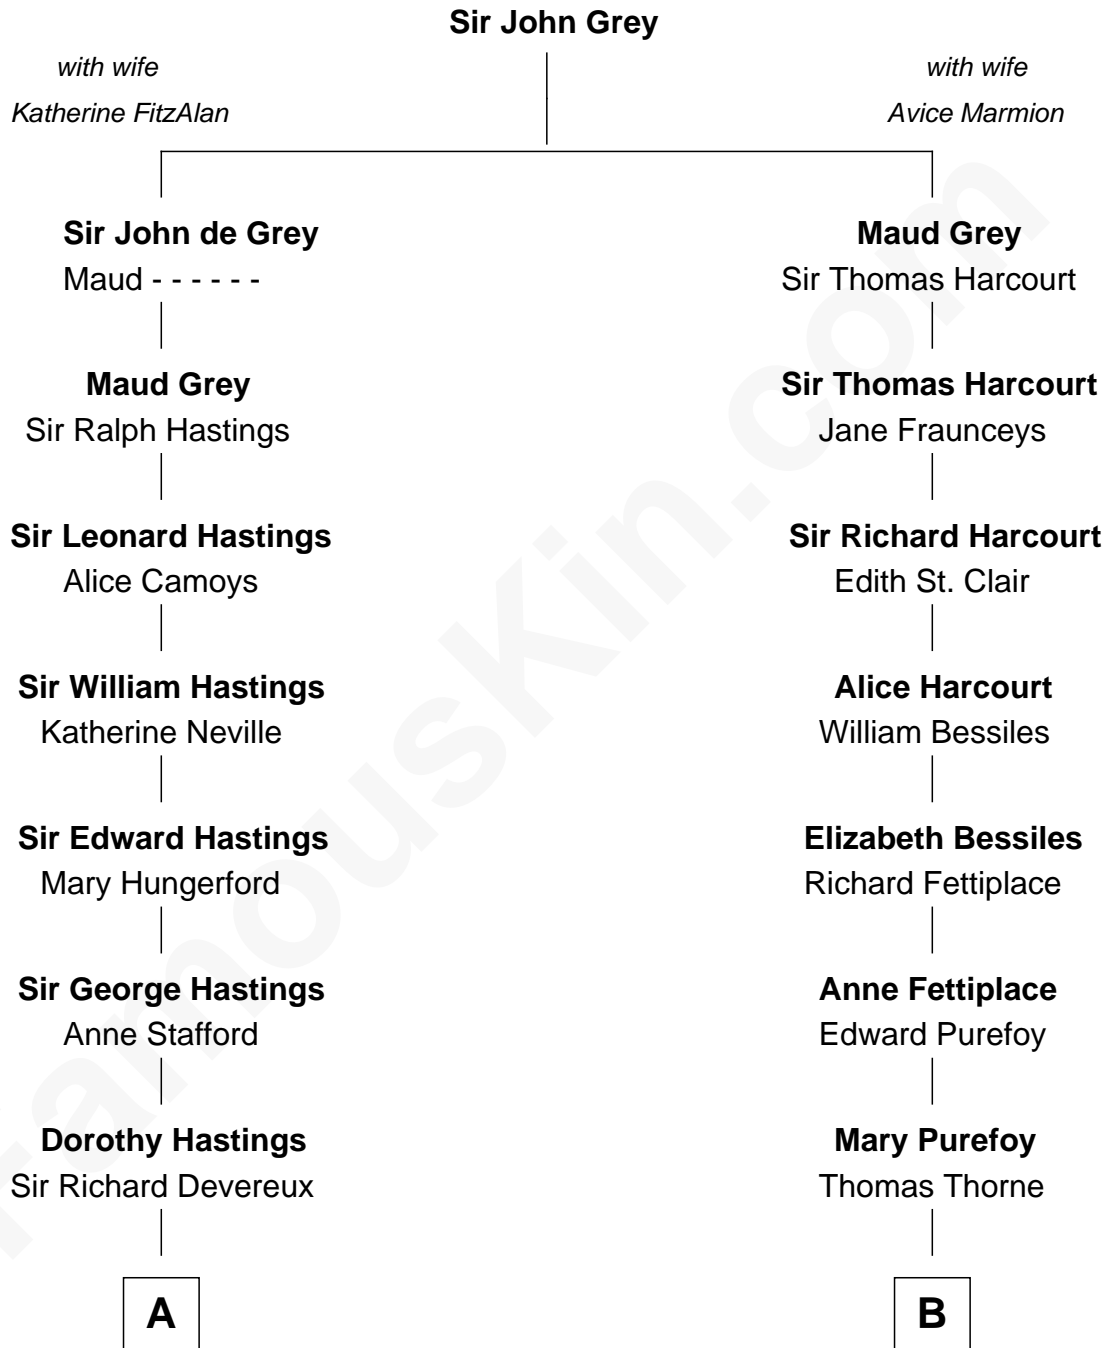 Sir John Grey
with wife
Katherine FitzAlan
with wife
Avice Marmion
Sir John de Grey
Maud - - - - - -
Maud Grey
Sir Thomas Harcourt
Maud Grey
Sir Ralph Hastings
Sir Thomas Harcourt
Jane Fraunceys
Sir Leonard Hastings
Alice Camoys
Sir Richard Harcourt
Edith St. Clair
Sir William Hastings
Katherine Neville
Alice Harcourt
William Bessiles
Sir Edward Hastings
Mary Hungerford
Elizabeth Bessiles
Richard Fettiplace
Sir George Hastings
Anne Stafford
Anne Fettiplace
Edward Purefoy
Dorothy Hastings
Sir Richard Devereux
Mary Purefoy
Thomas Thorne
A
B
FamousKin.com